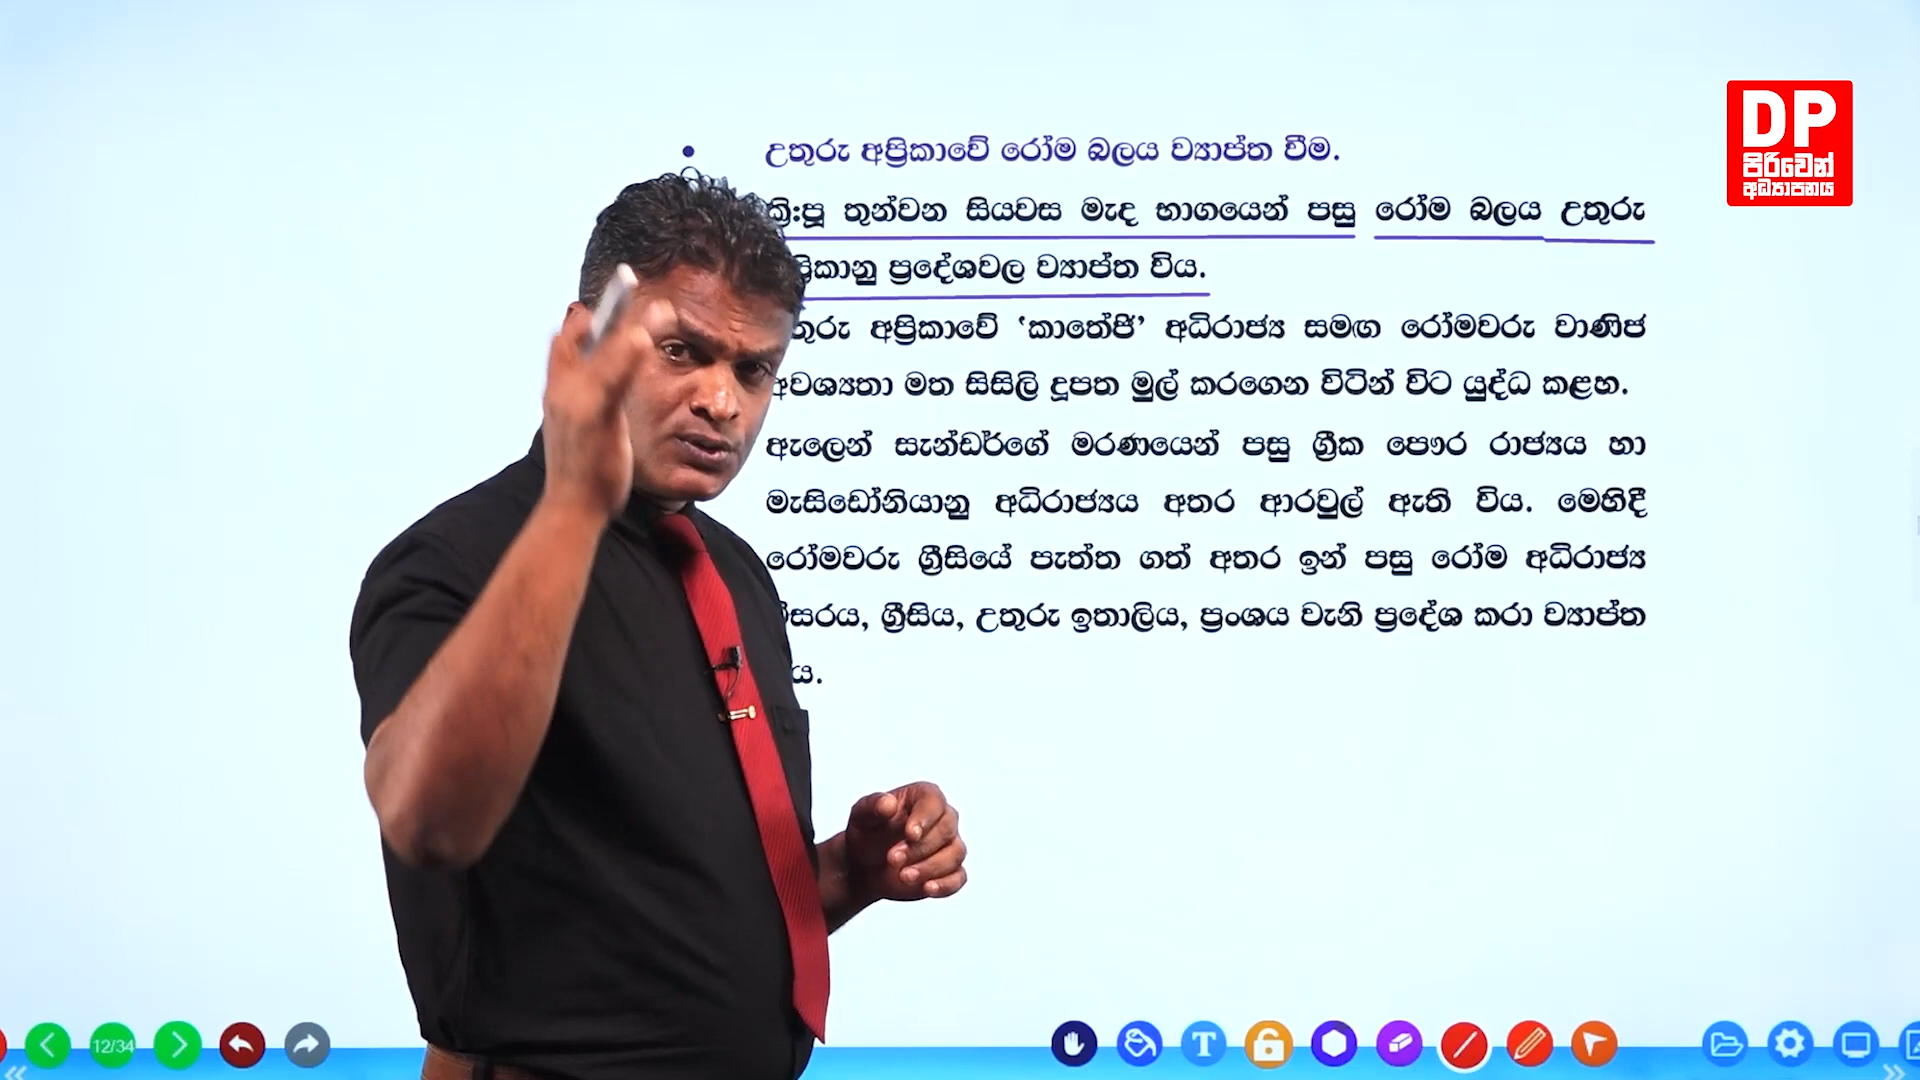 DP
පිරිවෙන්
අධ්‍යාපනය
• උතුරු අප්‍රිකාවේ රෝම බලය ව්‍යාප්ත වීම.
ක්‍රි:පූ තුන්වන සියවස මැද භාගයෙන් පසු රෝම බලය උතුරු
ප්‍රදේශවල ව්‍යාප්ත විය.
අප්‍රිකාවේ ‘කාතේජ්’ අධිරාජ්‍ය සමඟ රෝමවරු වාණිජ
අවශ්‍යතා මත සිසිලි දූපත මුල් කරගෙන විටින් විට යුද්ධ කළහ.
ඇලෙන් සැන්ඩර්ගේ මරණයෙන් පසු ග්‍රීක පෞර රාජ්‍යය හා
මැසිඩෝනියානු අධිරාජ්‍යය අතර ආරවුල් ඇති විය. මෙහිදී
රෝමවරු ග්‍රීසියේ පැත්ත ගත් අතර ඉන් පසු රෝම අධිරාජ්‍ය
ග්‍රීසිය, උතුරු ඉතාලිය, ප්‍රංශය වැනි ප්‍රදේශ කරා ව්‍යාප්ත
12/34
T